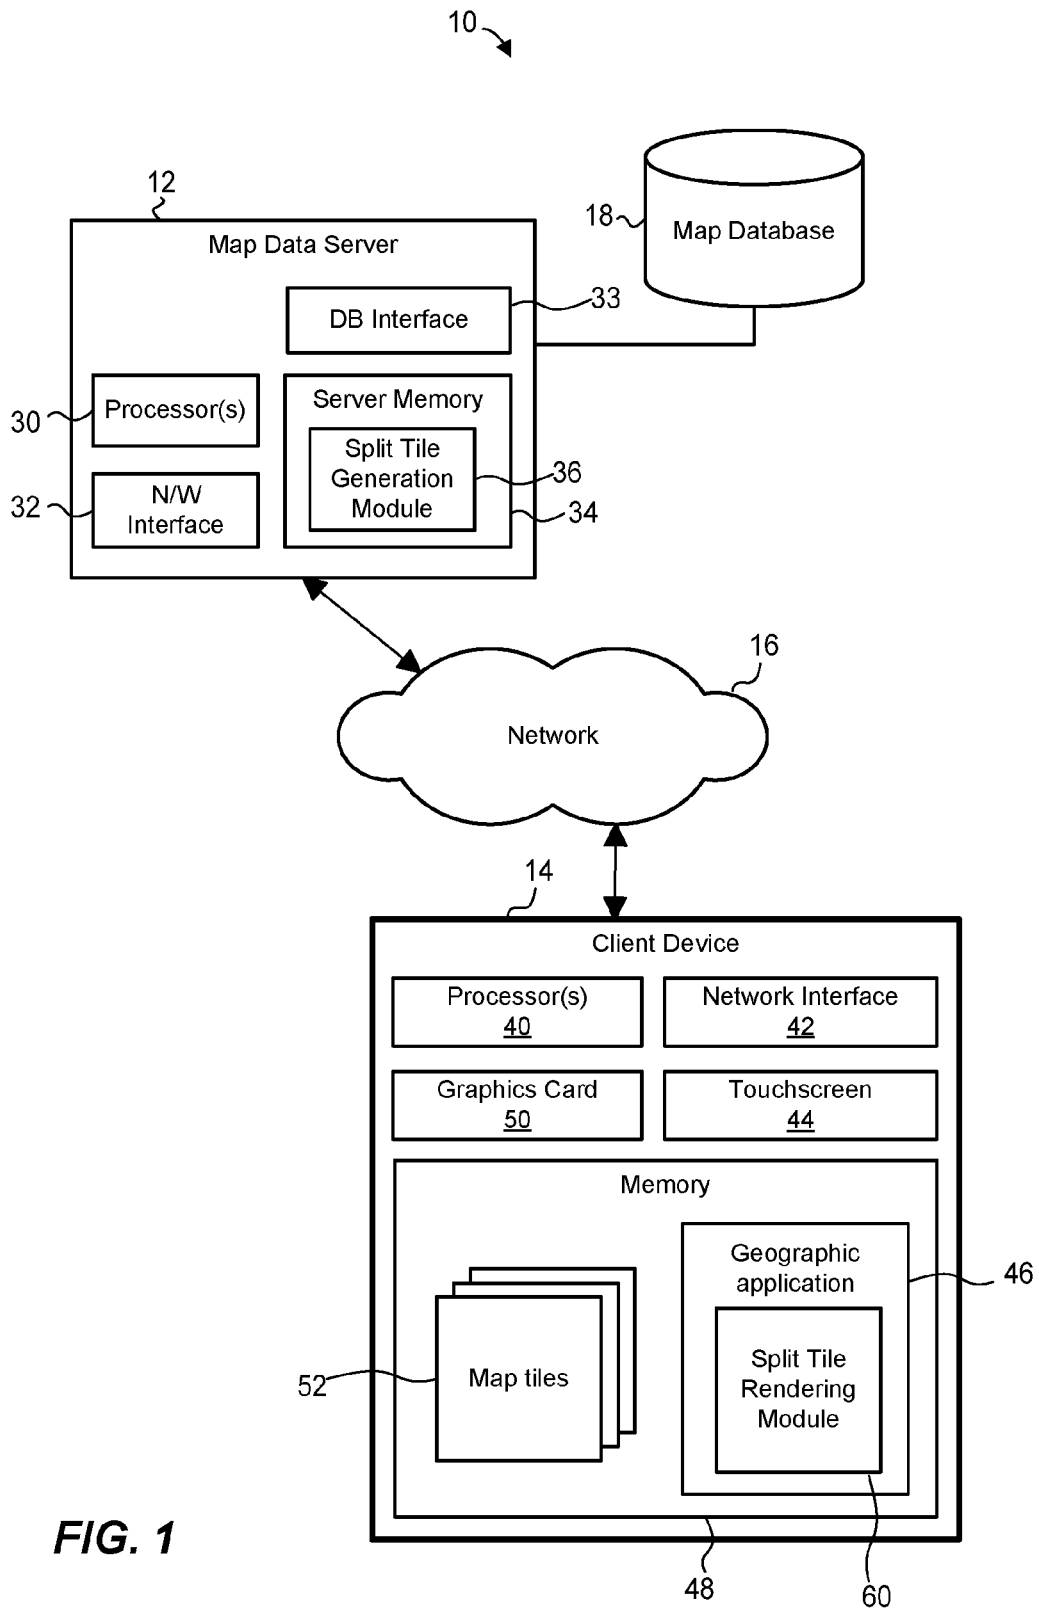 10
12
Map Data Server
18
Map Database
DB Interface
33
30
Processor(s)
Server Memory
Split Tile
Generation
Module
36
34
32
N/W
Interface
16
Network
14
Client Device
Processor(s)
40
Network Interface
42
Graphics Card
50
Touchscreen
44
Memory
Geographic
application
46
52
Map tiles
Split Tile
Rendering
Module
48
60
FIG. 1